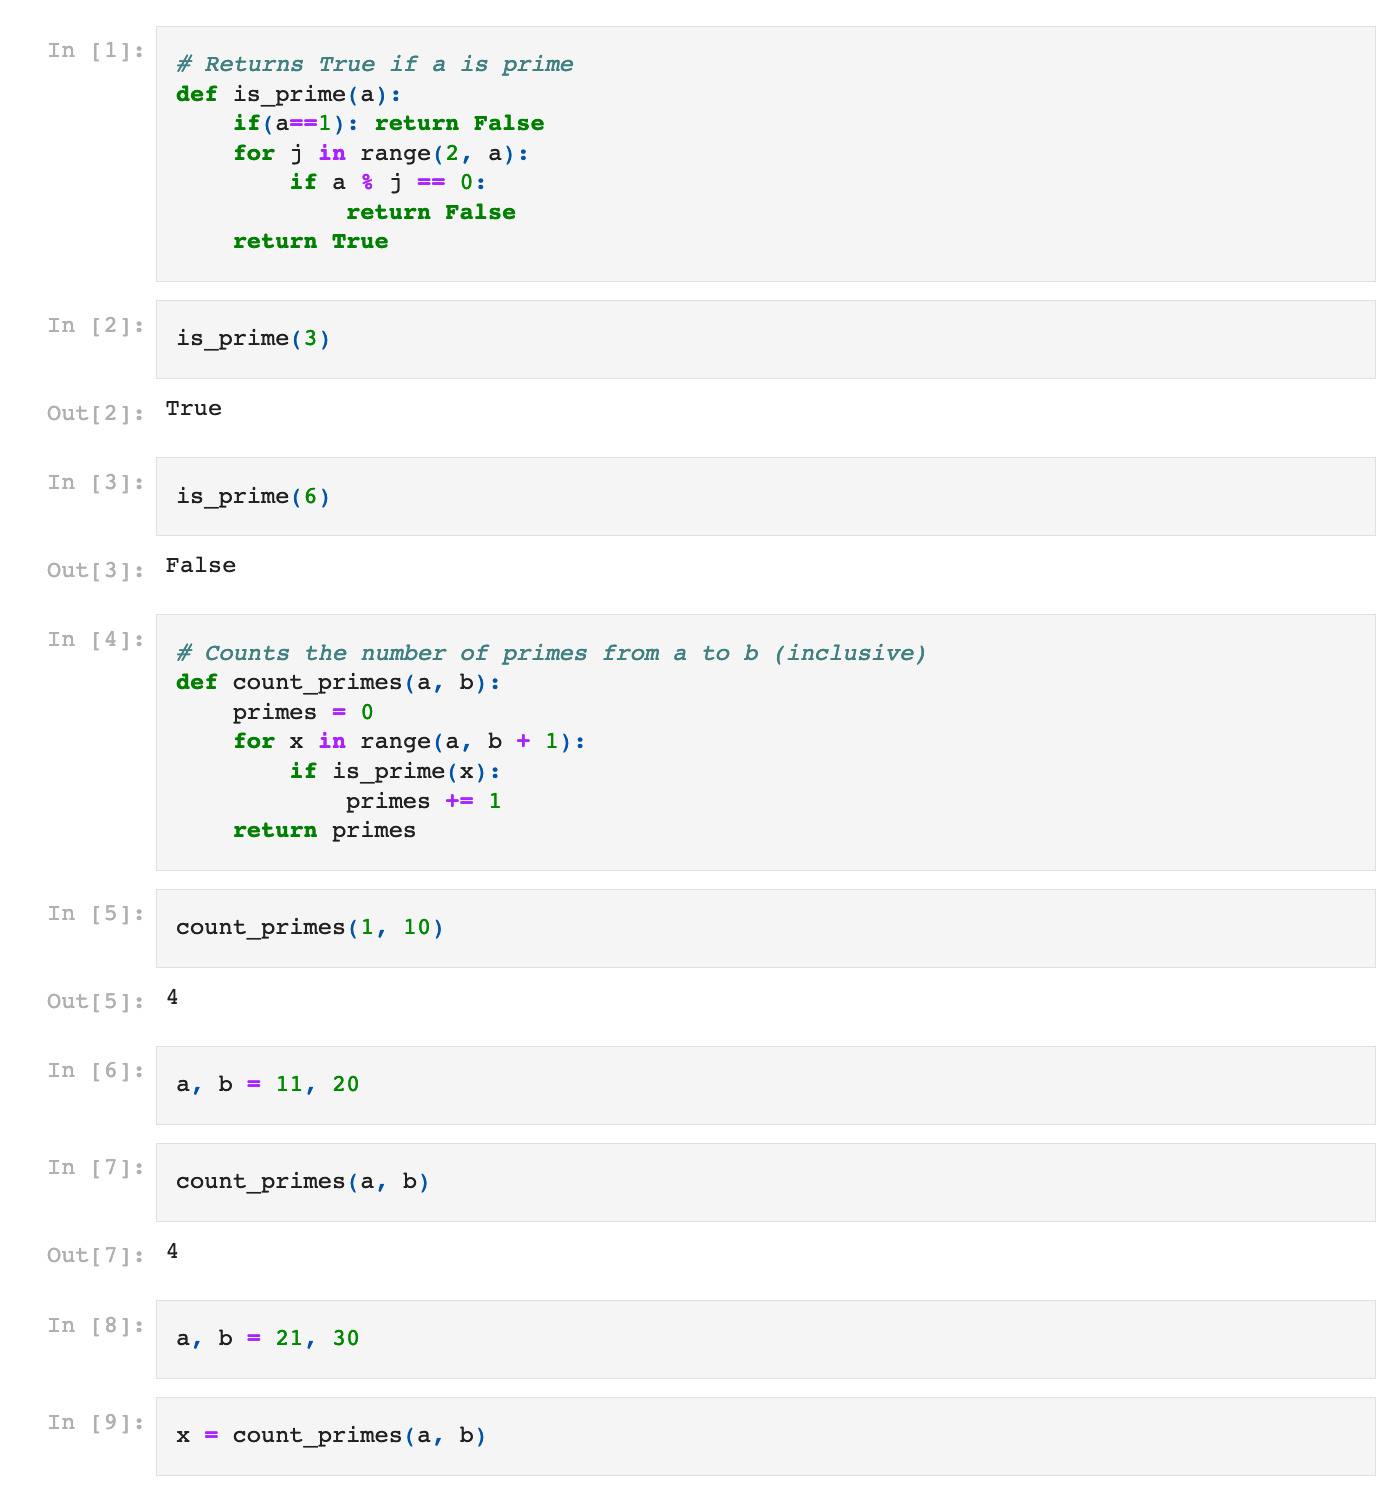 In [1]:
# Returns True if a is prime
def is_prime(a):
    if(a==1): return False
    for j in range(2, a):
        if a % j == 0:
            return False
    return True
In [2]:
is_prime(3)
Out[2]:
True
In [3]:
is_prime(6)
Out[3]:
False
In [4]:
# Counts the number of primes from a to b (inclusive)
def count_primes(a, b):
    primes = 0
    for x in range(a, b + 1):
        if is_prime(x):
            primes += 1
    return primes
In [5]:
count_primes(1, 10)
Out[5]:
4
In [6]:
a, b = 11, 20
In [7]:
count_primes(a, b)
Out[7]:
4
In [8]:
a, b = 21, 30
In [9]:
x = count_primes(a, b)